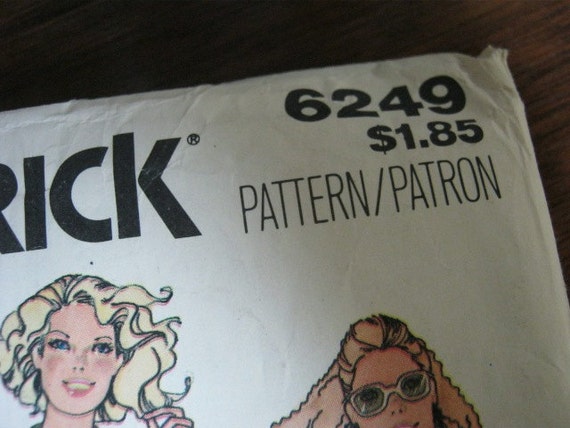 6249
$1.85
RICK®
PATTERN/PATRON